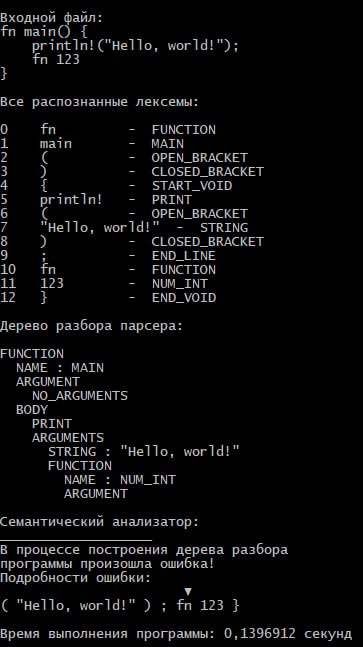 Входной файл:
fn main() {
    println!("Hello, world!");
    fn 123
}
Все распознанные лексемы:
0    fn         -  FUNCTION
1    main       -  MAIN
2    (          -  OPEN_BRACKET
3    )          -  CLOSED_BRACKET
4    {          -  START_VOID
5    println!   -  PRINT
6    (          -  OPEN_BRACKET
7    "Hello, world!"  -  STRING
8    )          -  CLOSED_BRACKET
9    ;          -  END_LINE
10   fn         -  FUNCTION
11   123        -  NUM_INT
12   }          -  END_VOID
Дерево разбора парсера:
FUNCTION
  NAME : MAIN
  ARGUMENT
    NO_ARGUMENTS
  BODY
    PRINT
    ARGUMENTS
      STRING : "Hello, world!"
      FUNCTION
        NAME : NUM_INT
        ARGUMENT
Семантический анализатор:
В процессе построения дерева разбора
программы произошла ошибка!
Подробности ошибки:
( "Hello, world!" ) ; fn 123 }
Время выполнения программы: 0,1396912 секунд